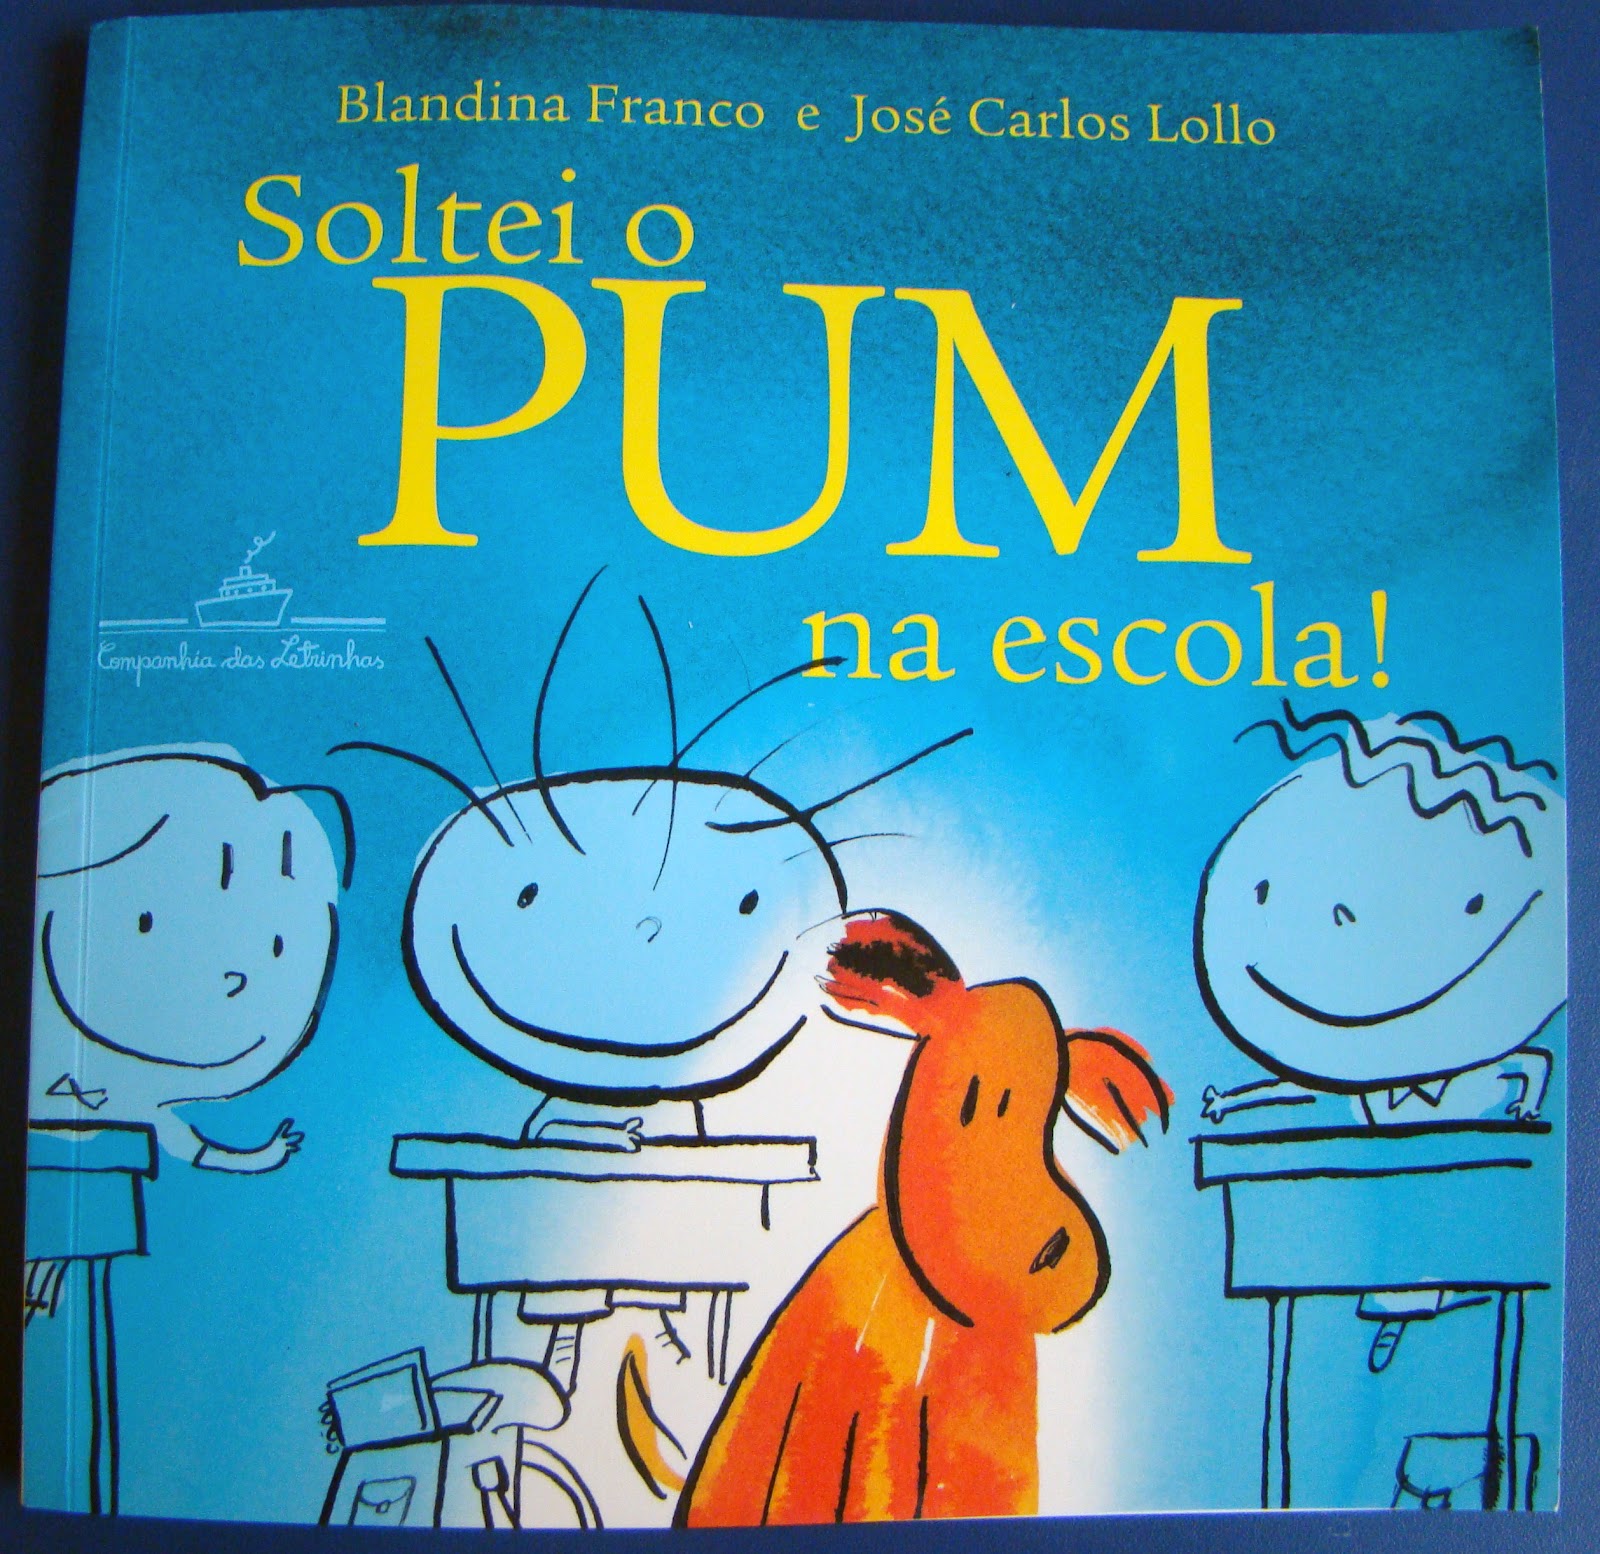 Blandina Franco e José Carlos Lollo
Soltei o
PUM
na escola!
Companhia das Letrinhas